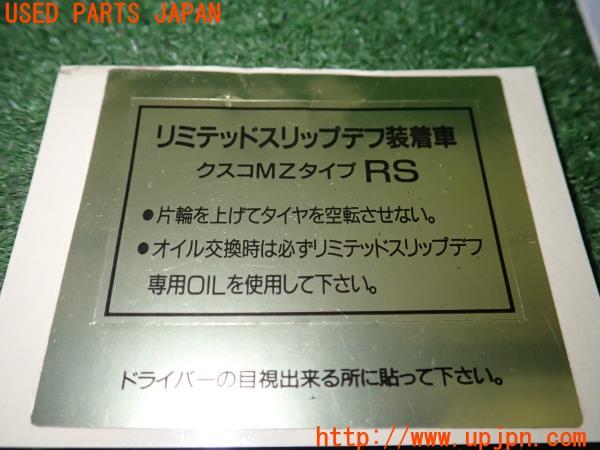 USED PARTS JAPAN
リミテッドスリップデフ装着車
クスコMZタイプ RS
●片輪を上げてタイヤを空転させない。
●オイル交換時は必ずリミテッドスリップデフ
専用OILを使用して下さい。
ドライバーの目視出来る所に貼って下さい。
http://www.upjpn.com